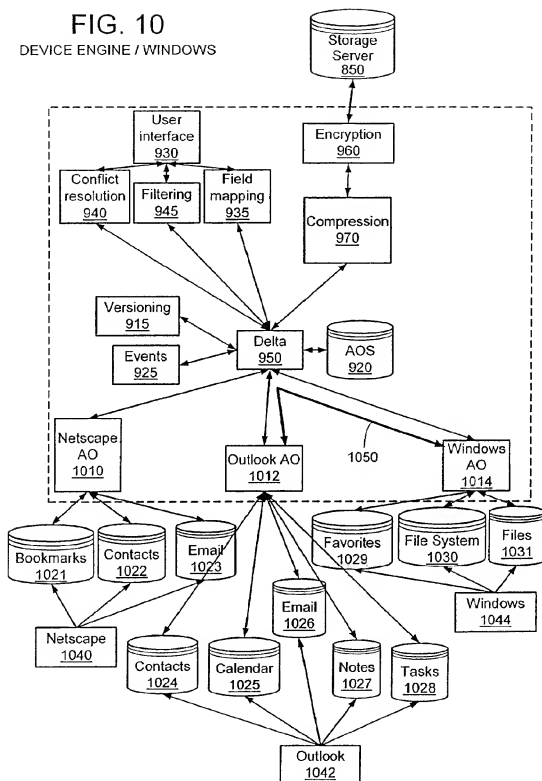 FIG. 10
DEVICE ENGINE / WINDOWS
Storage
Server
850
User
interface
930
Encryption
960
Conflict
resolution
940
Filtering
945
Field
mapping
935
Compression
970
Versioning
915
Events
925
Delta
950
AOS
920
Netscape
AO
1010
Outlook AO
1012
1050
Windows
AO
1014
Bookmarks
1021
Contacts
1022
Email
1023
Favorites
1029
File System
1030
Files
1031
Netscape
1040
Contacts
1024
Calendar
1025
Email
1026
Notes
1027
Tasks
1028
Windows
1044
Outlook
1042